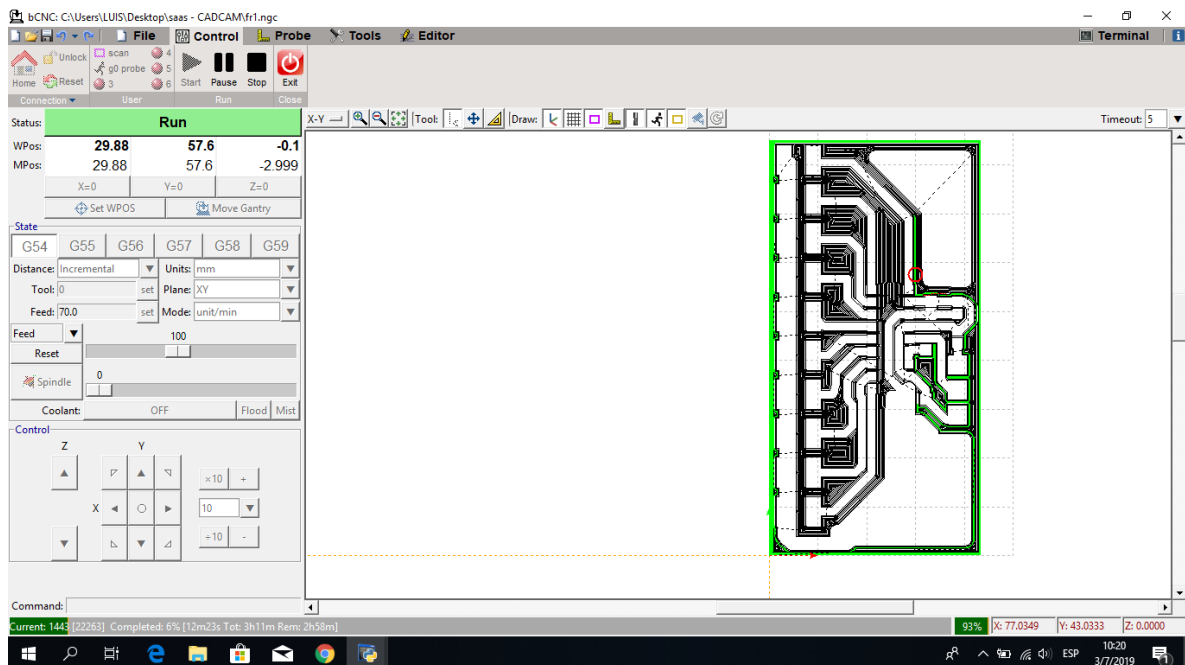 bCNC: C:\Users\LUIS\Desktop\saas - CADCAM\fr1.ngc
File Control Probe Tools Editor Terminal
Unlock scan 4
g0 probe 5
Home Reset 3 6 Start Pause Stop Exit
Connection User Run Close
Status: Run
X-Y Tool: Draw: Timeout: 5
WPos: 29.88 57.6 -0.1
MPos: 29.88 57.6 -2.999
X=0 Y=0 Z=0
Set WPOS Move Gantry
State
G54 G55 G56 G57 G58 G59
Distance: Incremental Units: mm
Tool: 0 set Plane: XY
Feed: 70.0 set Mode: unit/min
Feed 100
Reset
Spindle 0
Coolant: OFF Flood Mist
Control
Z Y
×10 +
X 10
÷10 -
Command:
Current: 1443 [22263] Completed: 6% [12m23s Tot: 3h11m Rem: 2h58m] 93% X: 77.0349 Y: 43.0333 Z: 0.0000
ESP 10:20
3/7/2019